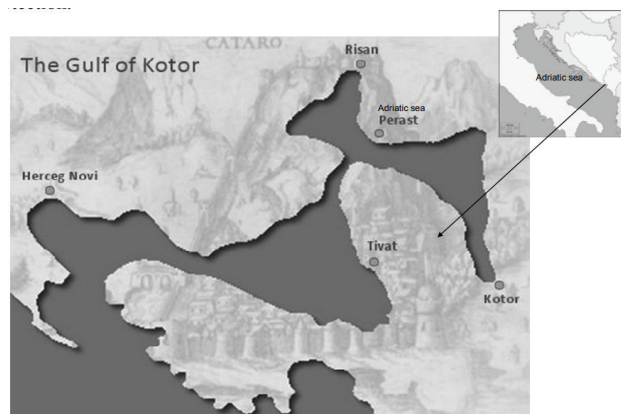 CATARO
Risan
The Gulf of Kotor
Adriatic sea
Adriatic sea
Perast
Herceg Novi
Tivat
Kotor